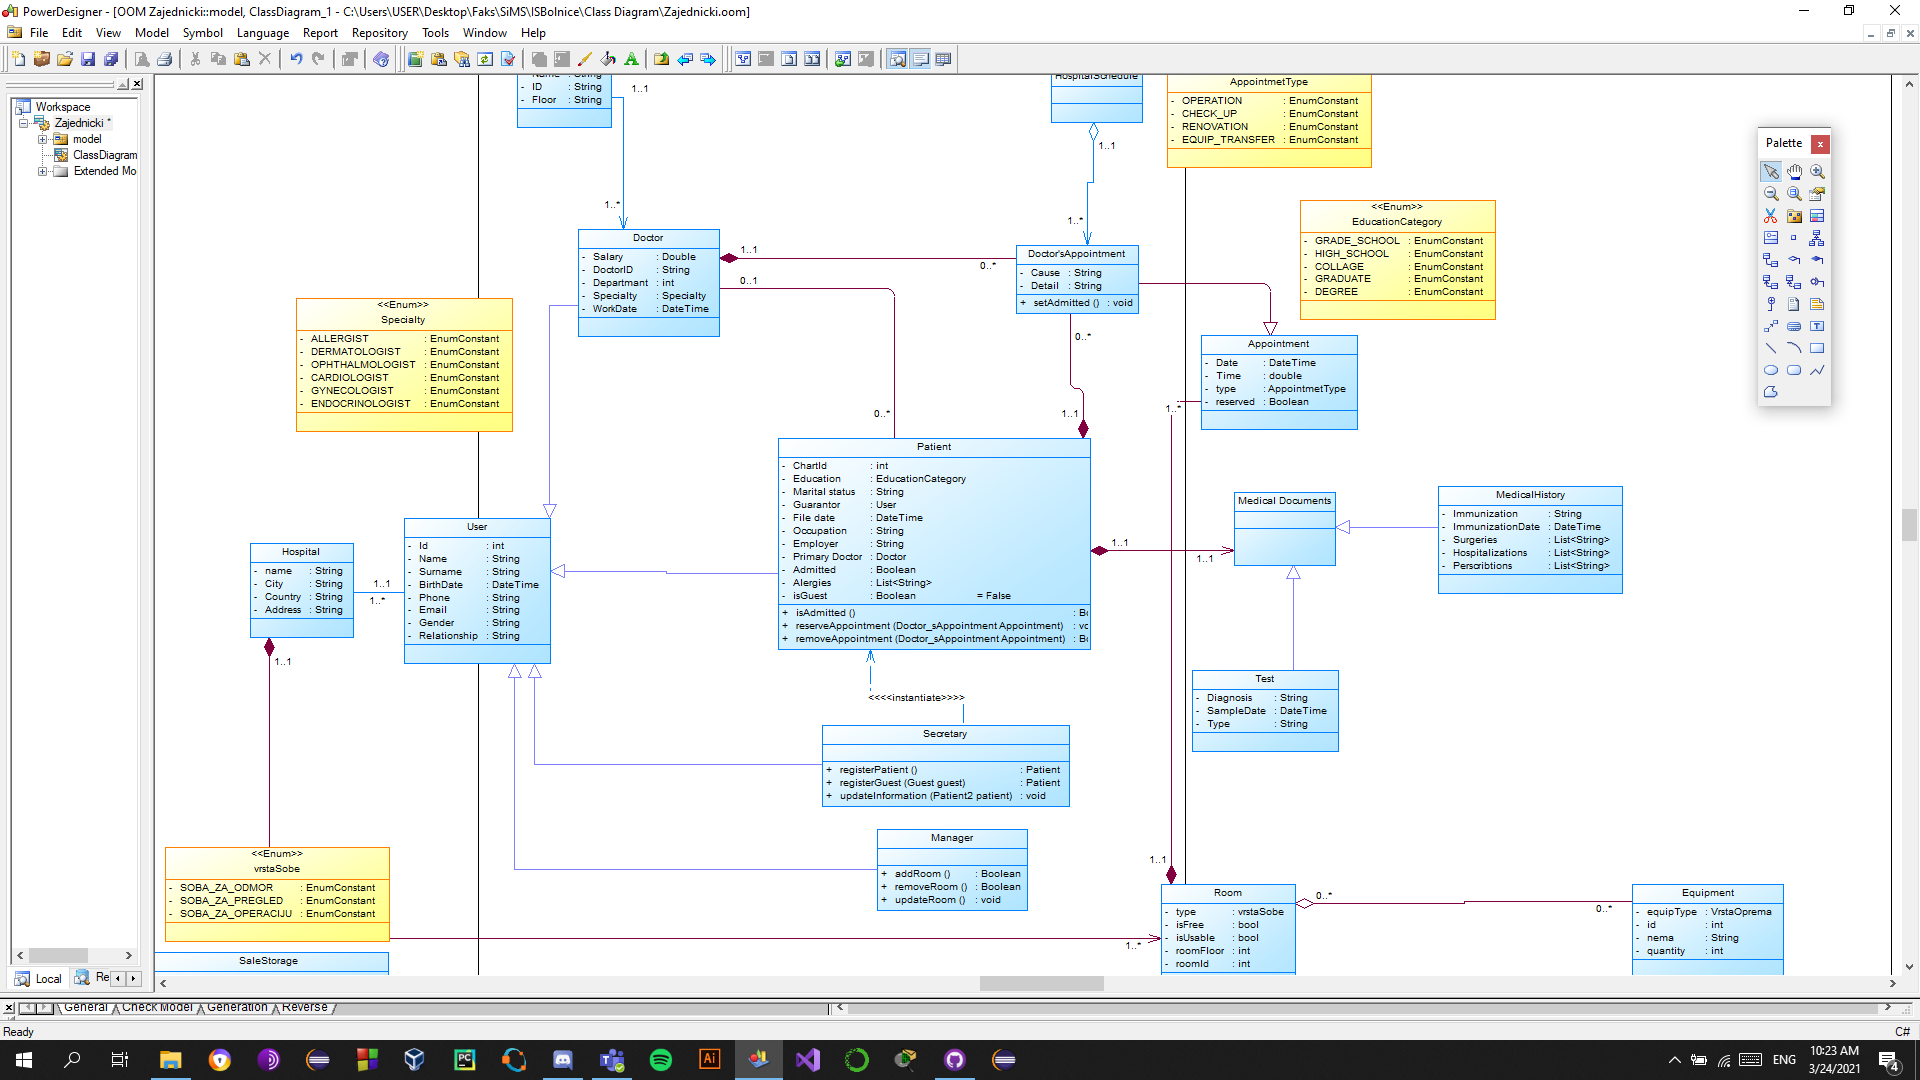 PowerDesigner - [OOM Zajednicki::model, ClassDiagram_1 - C:\Users\USER\Desktop\Faks\SiMS\ISBolnice\Class Diagram\Zajednicki.oom]
File Edit View Model Symbol Language Report Repository Tools Window Help
Workspace
Zajednicki *
model
ClassDiagram
Extended Mo
Local
Re
Name : String
- ID : String
- Floor : String
1..1
1..*
HospitalSchedule
1..1
1..*
AppointmetType
- OPERATION : EnumConstant
- CHECK_UP : EnumConstant
- RENOVATION : EnumConstant
- EQUIP_TRANSFER : EnumConstant
Palette
<<Enum>>
EducationCategory
- GRADE_SCHOOL : EnumConstant
- HIGH_SCHOOL : EnumConstant
- COLLAGE : EnumConstant
- GRADUATE : EnumConstant
- DEGREE : EnumConstant
Doctor
- Salary : Double
- DoctorID : String
- Departmant : int
- Specialty : Specialty
- WorkDate : DateTime
1..1
0..*
0..1
0..*
Doctor'sAppointment
- Cause : String
- Detail : String
+ setAdmitted () : void
0..*
1..1
<<Enum>>
Specialty
- ALLERGIST : EnumConstant
- DERMATOLOGIST : EnumConstant
- OPHTHALMOLOGIST : EnumConstant
- CARDIOLOGIST : EnumConstant
- GYNECOLOGIST : EnumConstant
- ENDOCRINOLOGIST : EnumConstant
Appointment
- Date : DateTime
- Time : double
- type : AppointmetType
- reserved : Boolean
1..*
Patient
- ChartId : int
- Education : EducationCategory
- Marital status : String
- Guarantor : User
- File date : DateTime
- Occupation : String
- Employer : String
- Primary Doctor : Doctor
- Admitted : Boolean
- Alergies : List<String>
- isGuest : Boolean = False
+ isAdmitted () : Bo
+ reserveAppointment (Doctor_sAppointment Appointment) : vo
+ removeAppointment (Doctor_sAppointment Appointment) : Bo
1..1
1..1
Medical Documents
MedicalHistory
- Immunization : String
- ImmunizationDate : DateTime
- Surgeries : List<String>
- Hospitalizations : List<String>
- Perscribtions : List<String>
User
- Id : int
- Name : String
- Surname : String
- BirthDate : DateTime
- Phone : String
- Email : String
- Gender : String
- Relationship : String
Hospital
- name : String
- City : String
- Country : String
- Address : String
1..1
1..*
1..1
Test
- Diagnosis : String
- SampleDate : DateTime
- Type : String
<<<<instantiate>>>>
Secretary
+ registerPatient () : Patient
+ registerGuest (Guest guest) : Patient
+ updateInformation (Patient2 patient) : void
Manager
+ addRoom () : Boolean
+ removeRoom () : Boolean
+ updateRoom () : void
<<Enum>>
vrstaSobe
- SOBA_ZA_ODMOR : EnumConstant
- SOBA_ZA_PREGLED : EnumConstant
- SOBA_ZA_OPERACIJU : EnumConstant
1..1
1..*
Room
- type : vrstaSobe
- isFree : bool
- isUsable : bool
- roomFloor : int
- roomId : int
0..*
0..*
Equipment
- equipType : VrstaOprema
- id : int
- nema : String
- quantity : int
SaleStorage
General Check Model Generation Reverse
Ready
C#
ENG
10:23 AM
3/24/2021
4